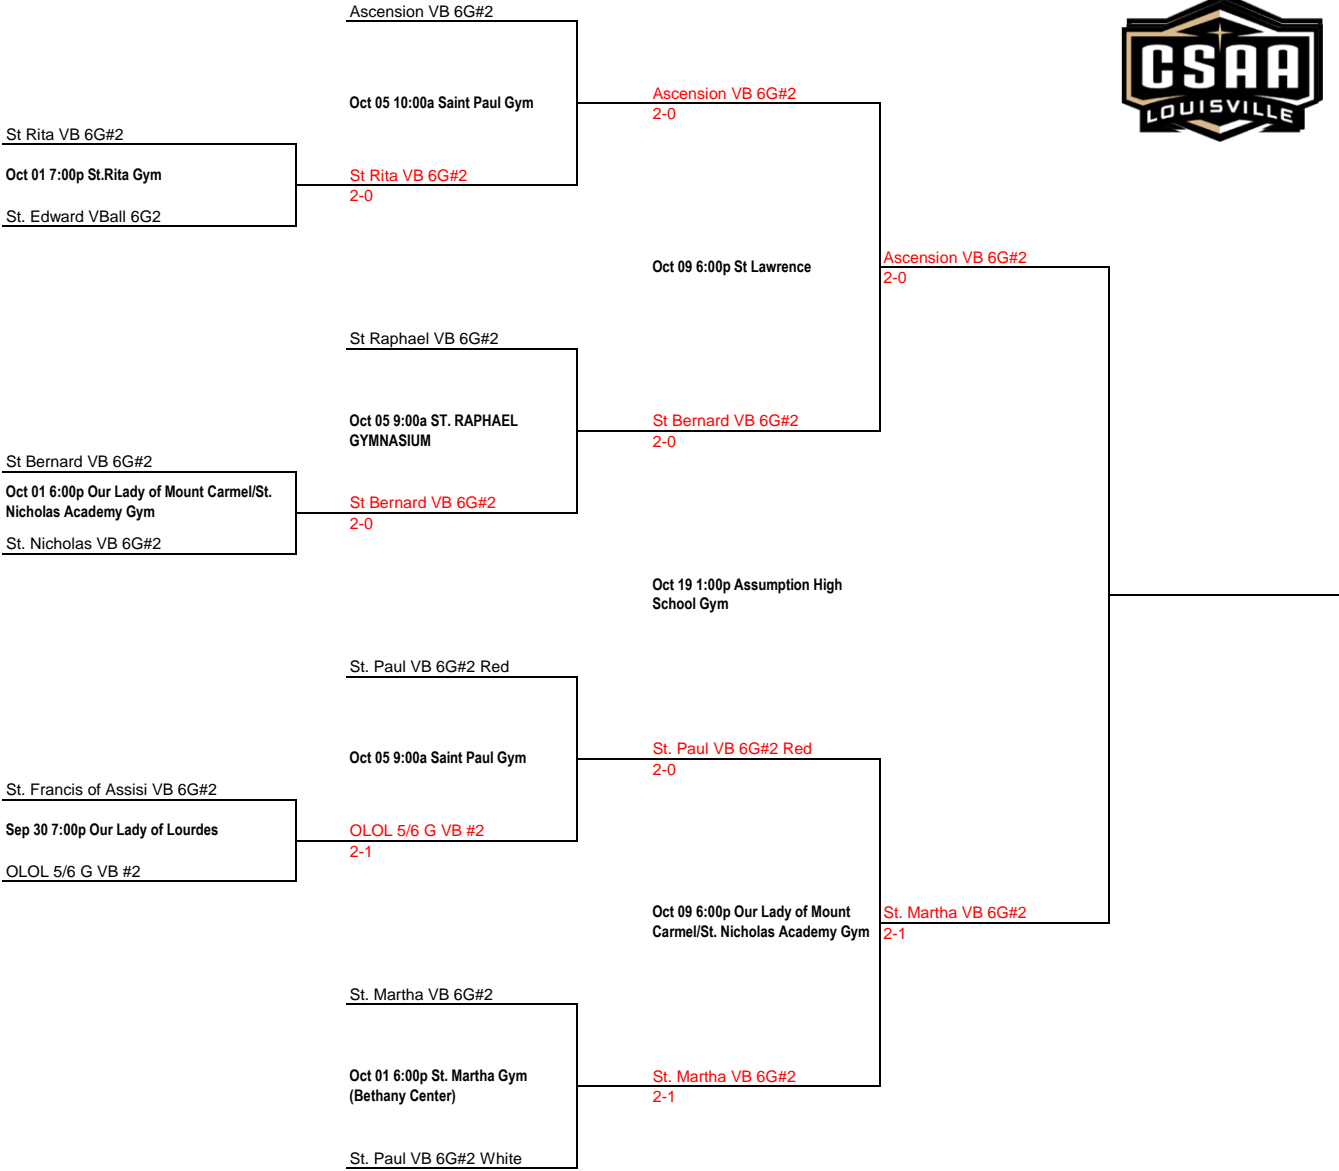 Ascension VB 6G#2
CSAA
LOUISVILLE
Oct 05 10:00a Saint Paul Gym
Ascension VB 6G#2
2-0
St Rita VB 6G#2
Oct 01 7:00p St.Rita Gym
St Rita VB 6G#2
2-0
St. Edward VBall 6G2
Oct 09 6:00p St Lawrence
Ascension VB 6G#2
2-0
St Raphael VB 6G#2
Oct 05 9:00a ST. RAPHAEL
GYMNASIUM
St Bernard VB 6G#2
2-0
St Bernard VB 6G#2
Oct 01 6:00p Our Lady of Mount Carmel/St.
Nicholas Academy Gym
St Bernard VB 6G#2
2-0
St. Nicholas VB 6G#2
Oct 19 1:00p Assumption High
School Gym
St. Paul VB 6G#2 Red
Oct 05 9:00a Saint Paul Gym
St. Paul VB 6G#2 Red
2-0
St. Francis of Assisi VB 6G#2
Sep 30 7:00p Our Lady of Lourdes
OLOL 5/6 G VB #2
2-1
OLOL 5/6 G VB #2
Oct 09 6:00p Our Lady of Mount
Carmel/St. Nicholas Academy Gym
St. Martha VB 6G#2
2-1
St. Martha VB 6G#2
Oct 01 6:00p St. Martha Gym
(Bethany Center)
St. Martha VB 6G#2
2-1
St. Paul VB 6G#2 White